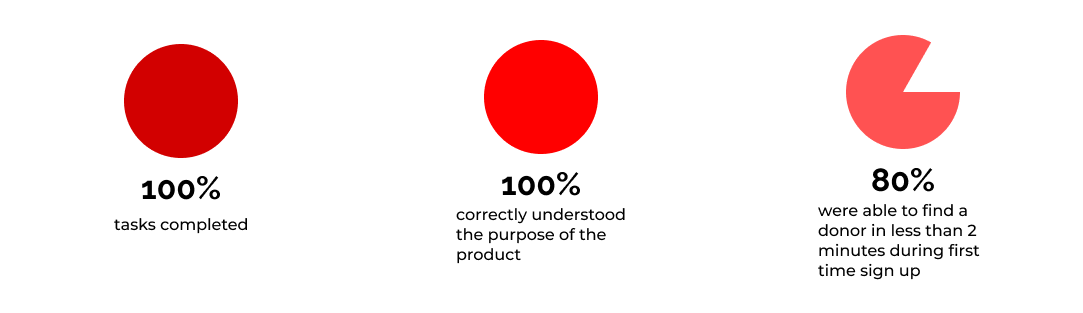 100%
tasks completed
100%
correctly understood
the purpose of the
product
80%
were able to find a
donor in less than 2
minutes during first
time sign up